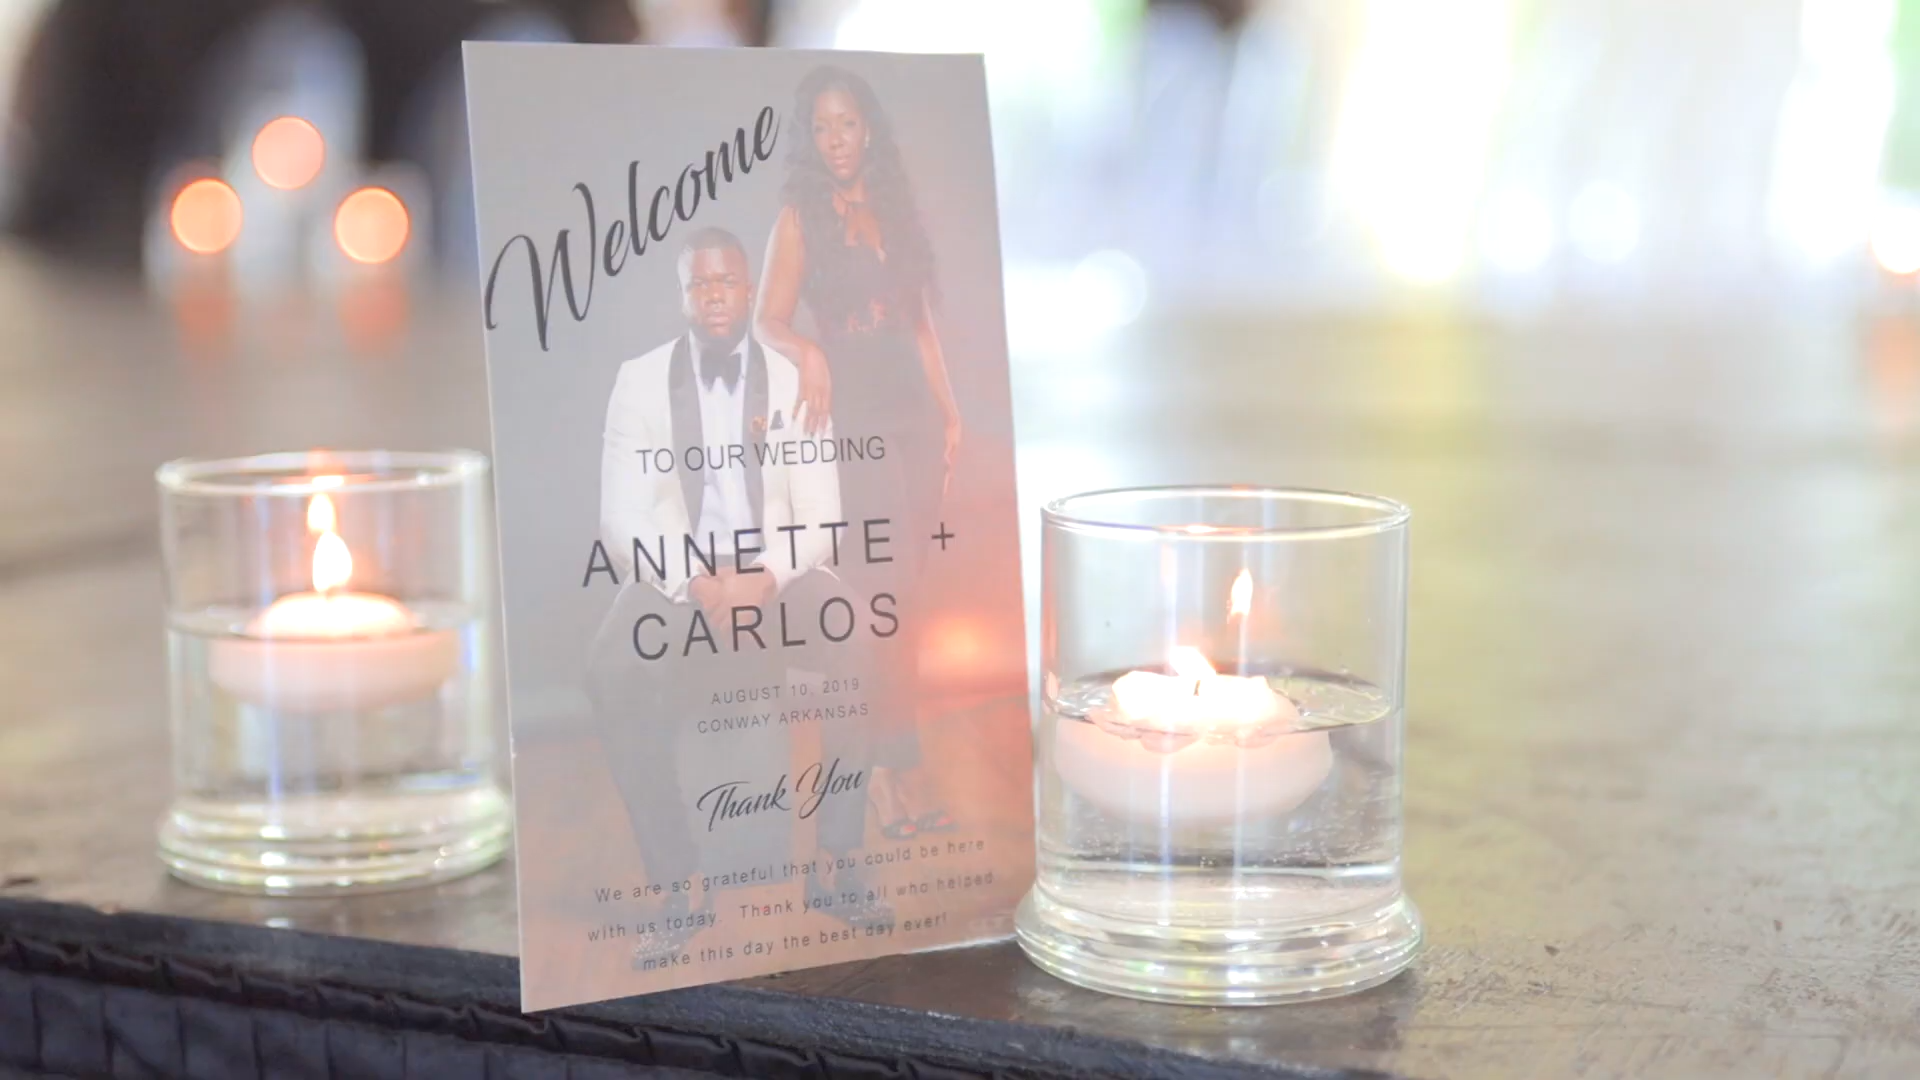 Welcome
TO OUR WEDDING
ANNETTE +
CARLOS
AUGUST 10, 2019
CONWAY ARKANSAS
Thank You
We are so grateful that you could be here
with us today. Thank you to all who helped
make this day the best day ever!